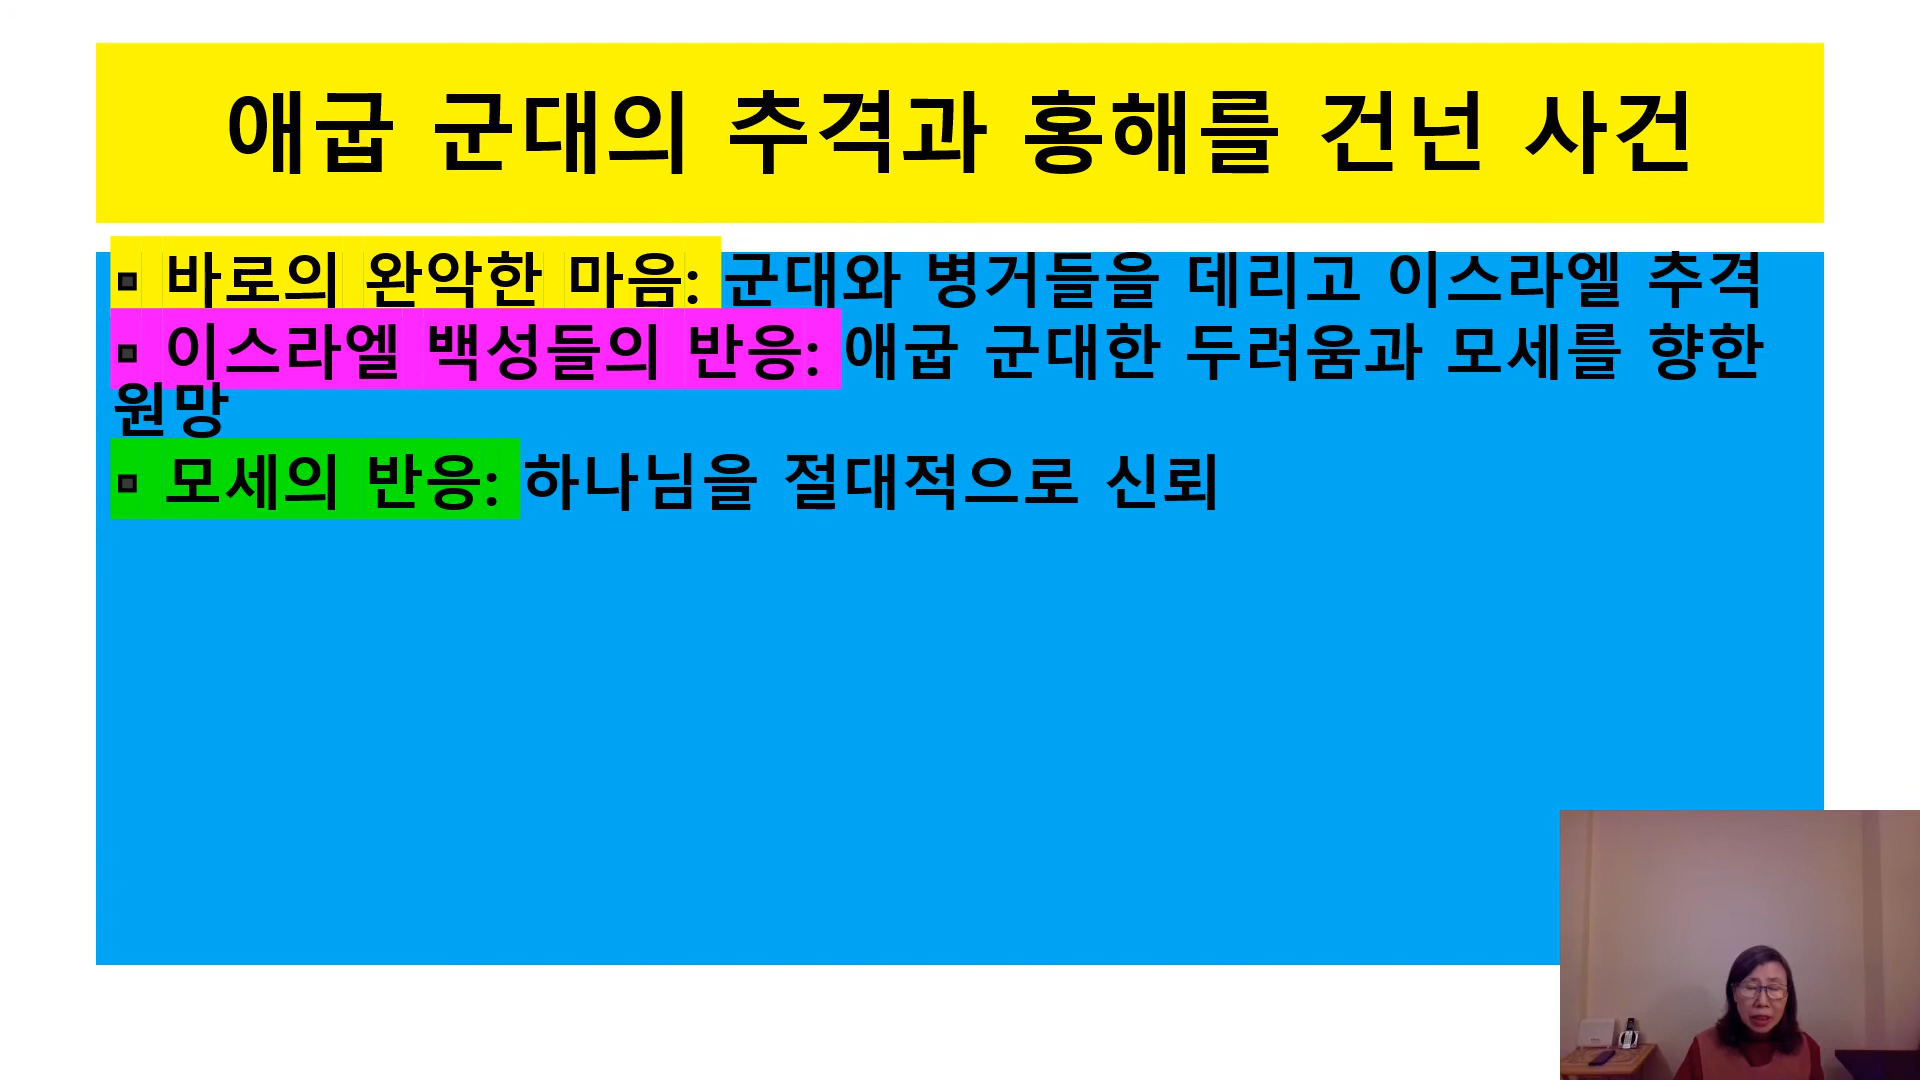 애굽 군대의 추격과 홍해를 건넌 사건
▪ 바로의 완악한 마음: 군대와 병거들을 데리고 이스라엘 추격
▪ 이스라엘 백성들의 반응: 애굽 군대한 두려움과 모세를 향한
원망
▪ 모세의 반응: 하나님을 절대적으로 신뢰